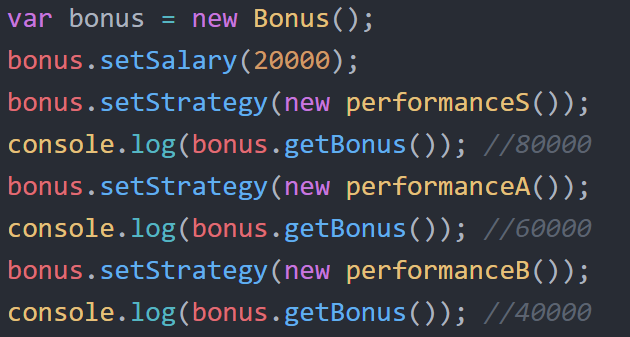 var bonus = new Bonus();
bonus.setSalary(20000);
bonus.setStrategy(new performanceS());
console.log(bonus.getBonus()); //80000
bonus.setStrategy(new performanceA());
console.log(bonus.getBonus()); //60000
bonus.setStrategy(new performanceB());
console.log(bonus.getBonus()); //40000